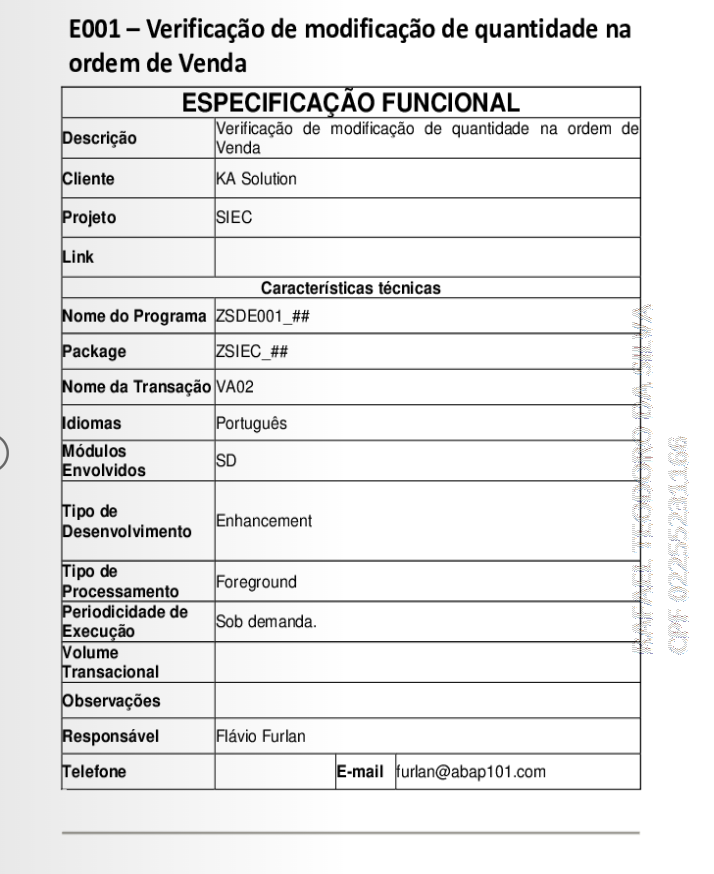 E001 – Verificação de modificação de quantidade na
ordem de Venda
ESPECIFICAÇÃO FUNCIONAL
Descrição
Verificação de modificação de quantidade na ordem de
Venda
Cliente
KA Solution
Projeto
SIEC
Link
Características técnicas
Nome do Programa
ZSDE001_##
Package
ZSIEC_##
Nome da Transação
VA02
Idiomas
Português
Módulos
Envolvidos
SD
Tipo de
Desenvolvimento
Enhancement
Tipo de
Processamento
Foreground
Periodicidade de
Execução
Sob demanda.
Volume
Transacional
Observações
Responsável
Flávio Furlan
Telefone
E-mail
furlan@abap101.com
RAFAEL TEODORO DA SILVA